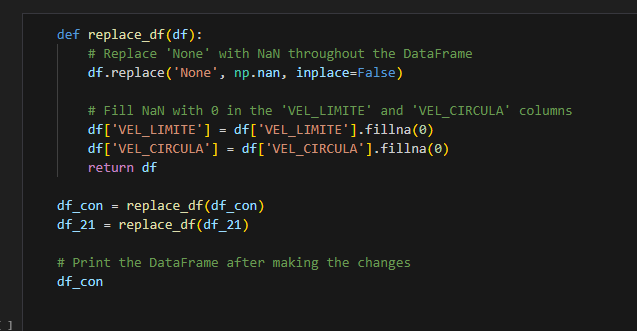 def replace_df(df):
    # Replace 'None' with NaN throughout the DataFrame
    df.replace('None', np.nan, inplace=False)

    # Fill NaN with 0 in the 'VEL_LIMITE' and 'VEL_CIRCULA' columns
    df['VEL_LIMITE'] = df['VEL_LIMITE'].fillna(0)
    df['VEL_CIRCULA'] = df['VEL_CIRCULA'].fillna(0)
    return df

df_con = replace_df(df_con)
df_21 = replace_df(df_21)

# Print the DataFrame after making the changes
df_con
]